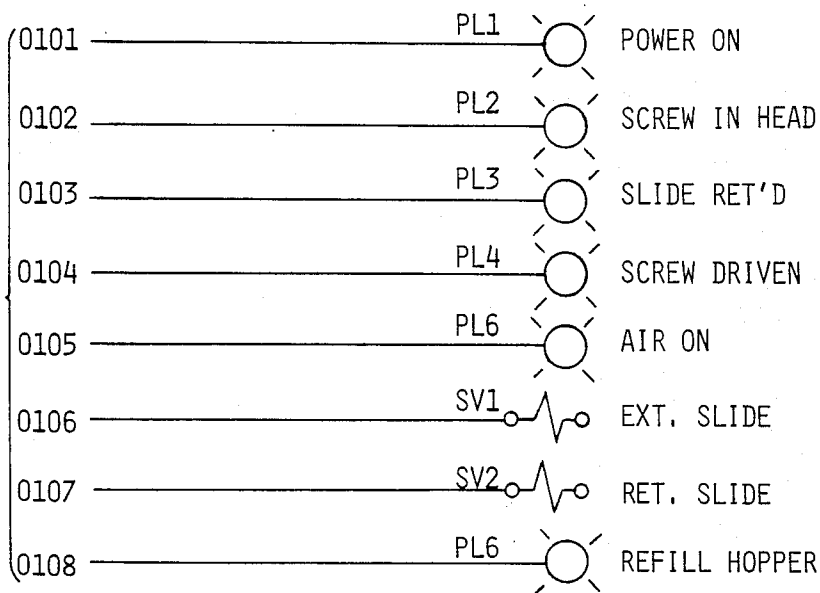 0101 PL1 POWER ON
0102 PL2 SCREW IN HEAD
0103 PL3 SLIDE RET'D
0104 PL4 SCREW DRIVEN
0105 PL6 AIR ON
0106 SV1 EXT. SLIDE
0107 SV2 RET. SLIDE
0108 PL6 REFILL HOPPER